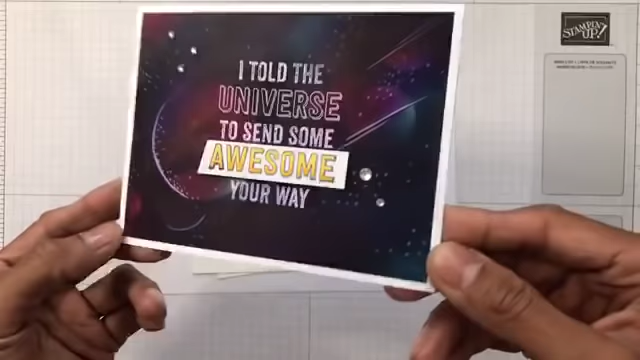 I TOLD THE
UNIVERSE
TO SEND SOME
AWESOME
YOUR WAY
STAMPIN'
UP!